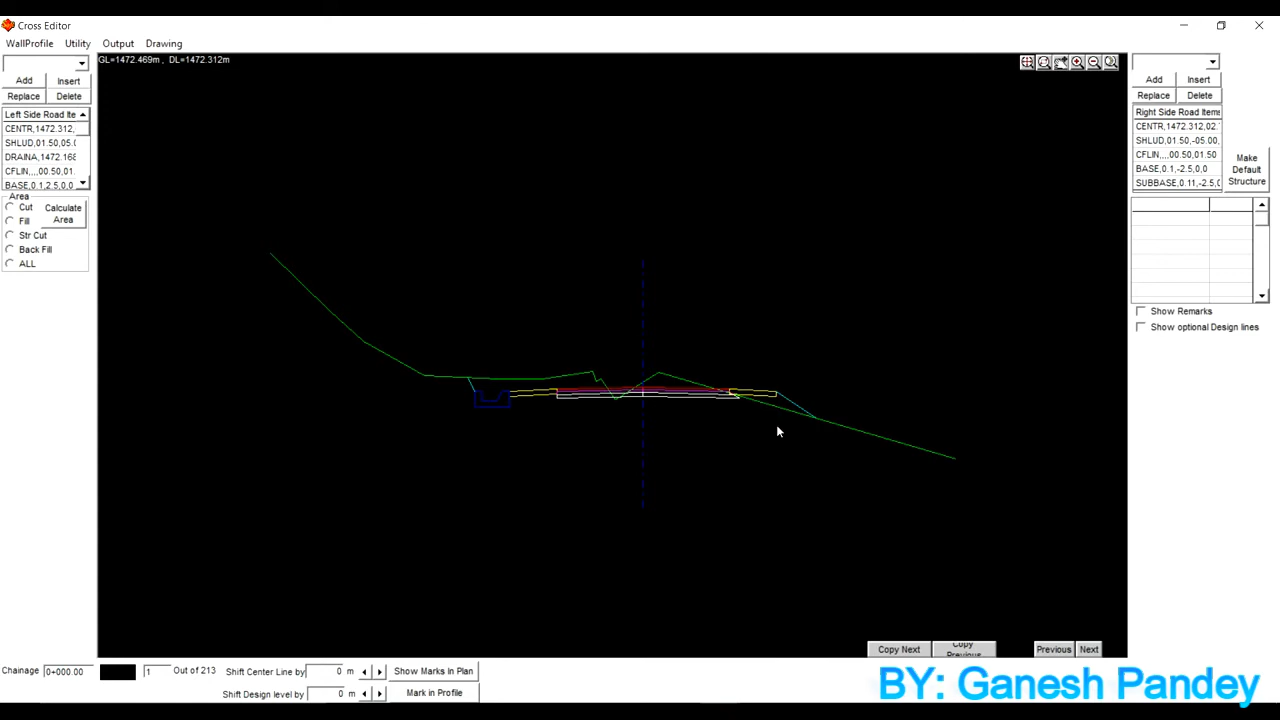 Cross Editor
WallProfile Utility Output Drawing
GL=1472.469m , DL=1472.312m
Add Insert
Replace Delete
Left Side Road Ite
CENTR,1472.312,
SHLUD,01.50,05.0
DRAINA,1472.168
CFLIN,,,,00.50,01.
BASE,0.1,2.5,0,0
Area
Cut
Fill
Calculate Area
Str Cut
Back Fill
ALL
Add Insert
Replace Delete
Right Side Road Items
CENTR,1472.312,02.
SHLUD,01.50,-05.00,
CFLIN,,,,00.50,01.50
BASE,0.1,-2.5,0,0
SUBBASE,0.11,-2.5,0
Make
Default
Structure
Show Remarks
Show optional Design lines
Copy Next Copy Previous Previous Next
Chainage 0+000.00 1 Out of 213 Shift Center Line by 0 m Show Marks In Plan
Shift Design level by 0 m Mark in Profile
BY: Ganesh Pandey